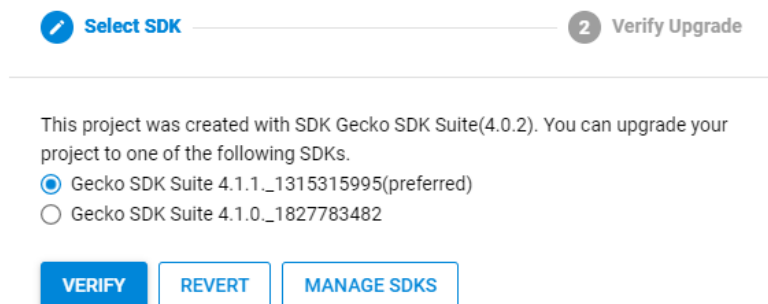 Select SDK
2 Verify Upgrade
This project was created with SDK Gecko SDK Suite(4.0.2). You can upgrade your
project to one of the following SDKs.
Gecko SDK Suite 4.1.1._1315315995(preferred)
Gecko SDK Suite 4.1.0._1827783482
VERIFY REVERT MANAGE SDKS